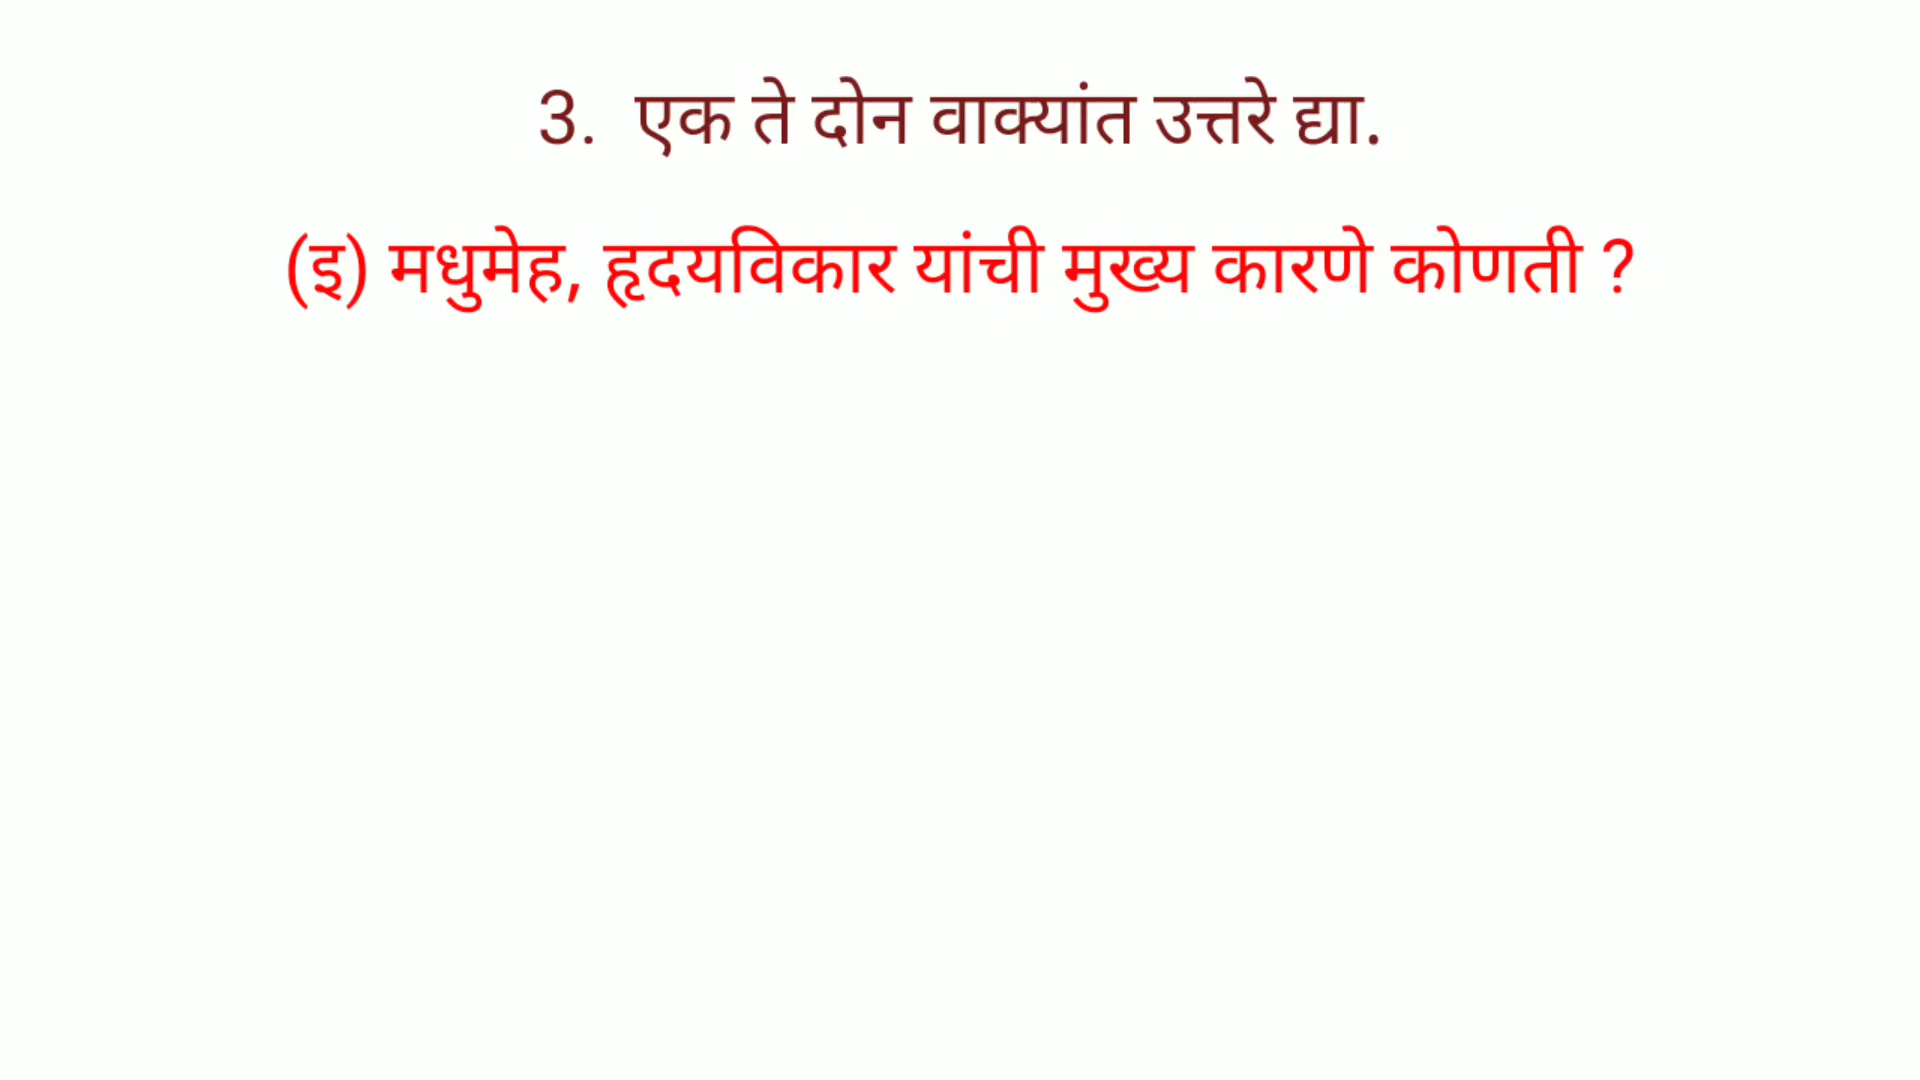 3. एक ते दोन वाक्यांत उत्तरे द्या.
(इ) मधुमेह, हृदयविकार यांची मुख्य कारणे कोणती ?